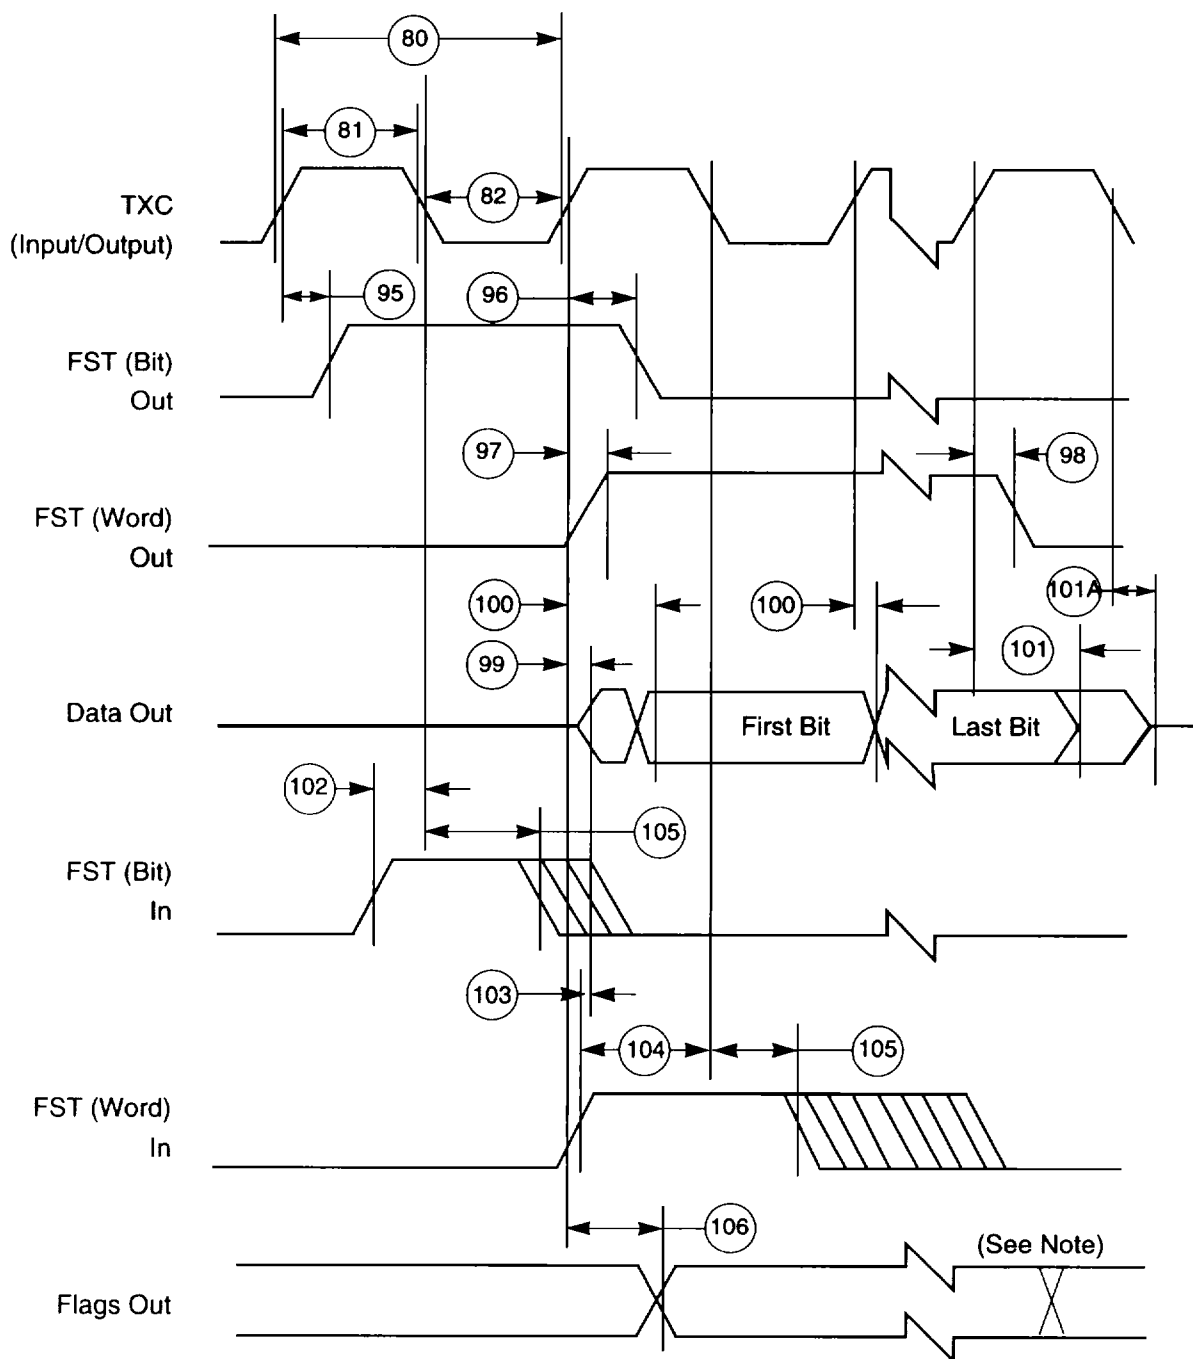 80
81
82
TXC
(Input/Output)
95
96
FST (Bit)
Out
97
98
FST (Word)
Out
100
100
101A
99
101
Data Out
First Bit
Last Bit
102
105
FST (Bit)
In
103
104
105
FST (Word)
In
106
(See Note)
Flags Out